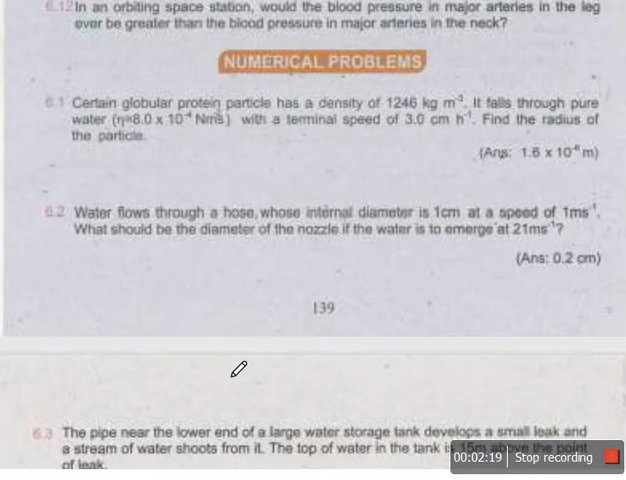 6.12 In an orbiting space station, would the blood pressure in major arteries in the leg
ever be greater than the blood pressure in major arteries in the neck?
NUMERICAL PROBLEMS
6.1 Certain globular protein particle has a density of 1246 kg m⁻³. It falls through pure
water (η=8.0 x 10⁻⁴ Nm⁻²s) with a terminal speed of 3.0 cm h⁻¹. Find the radius of
the particle.
(Ans: 1.6 x 10⁻⁶ m)
6.2 Water flows through a hose, whose internal diameter is 1cm at a speed of 1ms⁻¹.
What should be the diameter of the nozzle if the water is to emerge at 21ms⁻¹?
(Ans: 0.2 cm)
139
6.3 The pipe near the lower end of a large water storage tank develops a small leak and
a stream of water shoots from it. The top of water in the tank is 15m above the point
of leak.
00:02:19 Stop recording